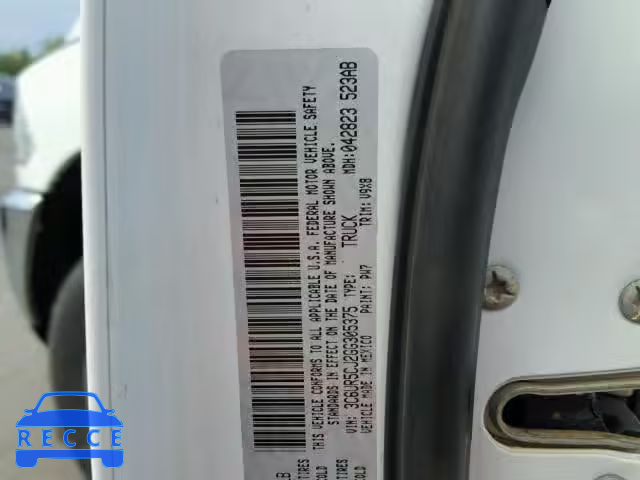 THIS VEHICLE CONFORMS TO ALL APPLICABLE U.S.A. FEDERAL MOTOR VEHICLE SAFETY
STANDARDS IN EFFECT ON THE DATE OF MANUFACTURE SHOWN ABOVE.
VIN: 3C6UR5CJ2GG305375 TYPE: TRUCK MDH: 042823 523AB
VEHICLE MADE IN MEXICO PAINT: PW7 TRIM: V9X8
LB
TIRES
COLD
TIRES
COLD